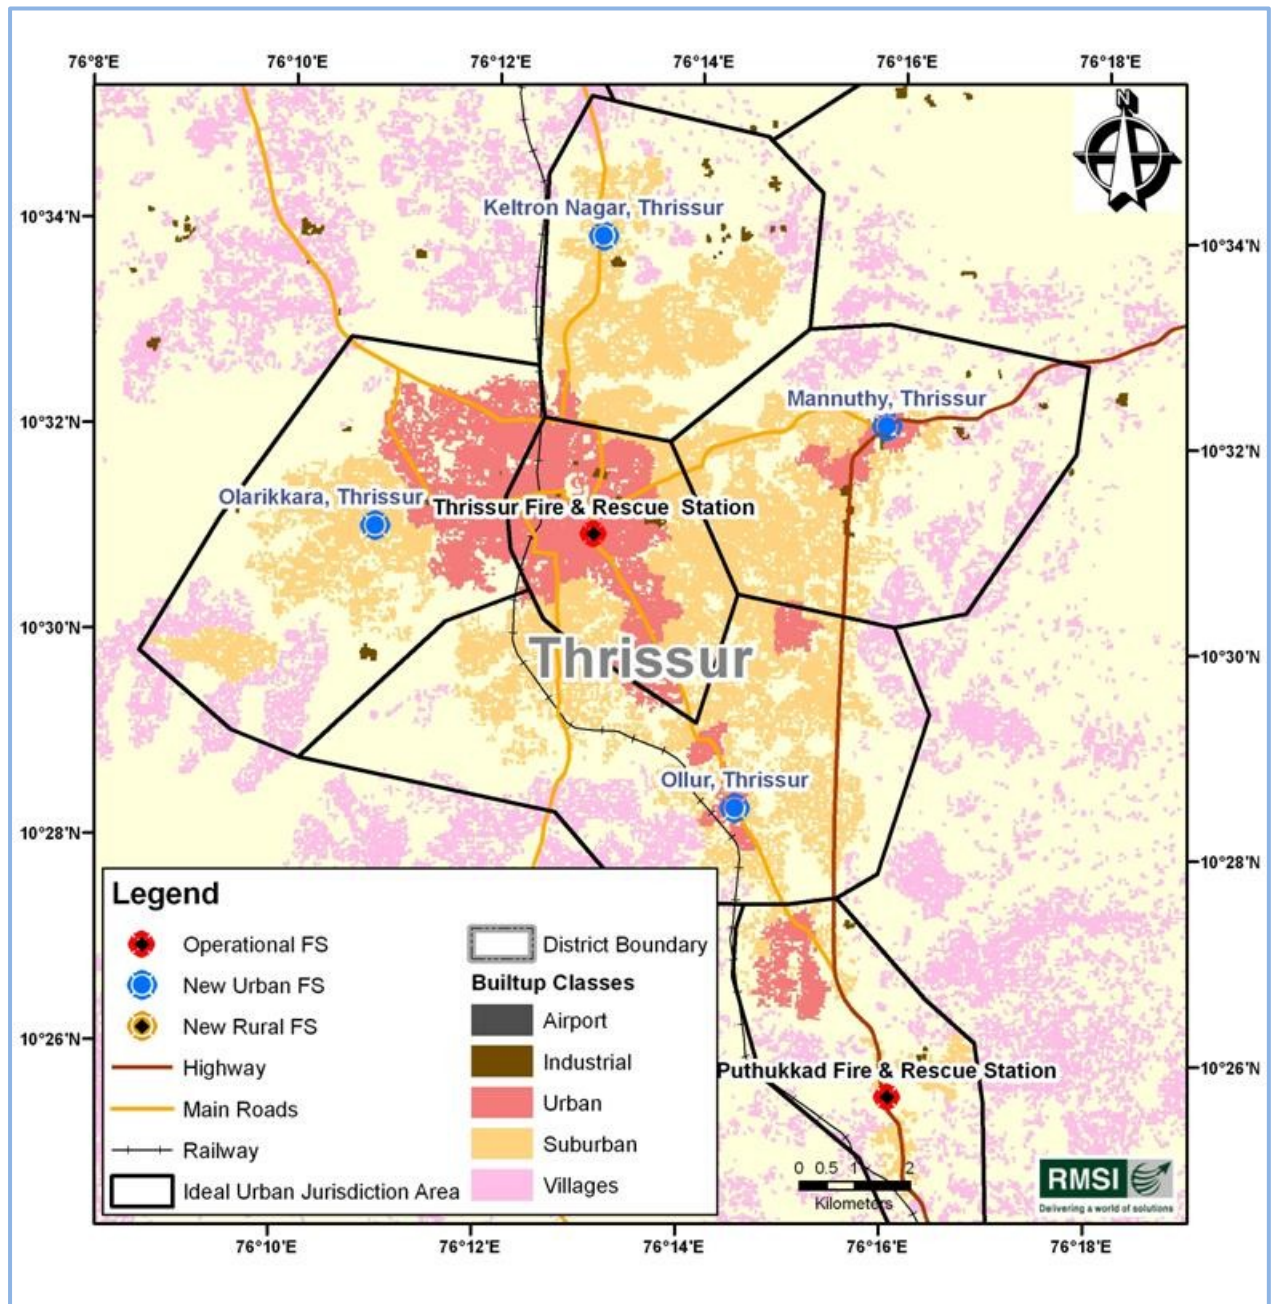 76°8'E 76°10'E 76°12'E 76°14'E 76°16'E 76°18'E
N
Keltron Nagar, Thrissur
10°34'N
10°34'N
Mannuthy, Thrissur
10°32'N
10°32'N
Olarikkara, Thrissur
Thrissur Fire & Rescue Station
10°30'N
10°30'N
Thrissur
Ollur, Thrissur
10°28'N
10°28'N
Legend
Operational FS
New Urban FS
New Rural FS
Highway
Main Roads
Railway
Ideal Urban Jurisdiction Area
District Boundary
Builtup Classes
Airport
Industrial
Urban
Suburban
Villages
10°26'N
10°26'N
Puthukkad Fire & Rescue Station
0 0.5 1 2
Kilometers
RMSI
Delivering a world of solutions
76°10'E 76°12'E 76°14'E 76°16'E 76°18'E